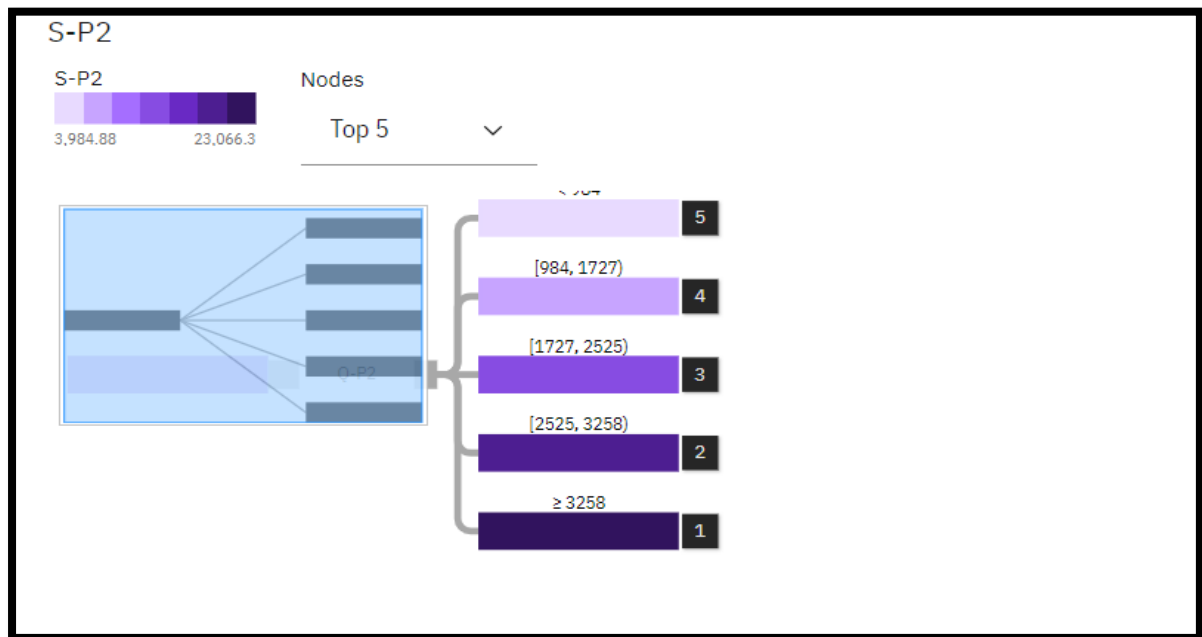 S-P2
S-P2
Nodes
3,984.88
23,066.3
Top 5
5
[984, 1727)
4
[1727, 2525)
Q-P2
3
[2525, 3258)
2
≥ 3258
1